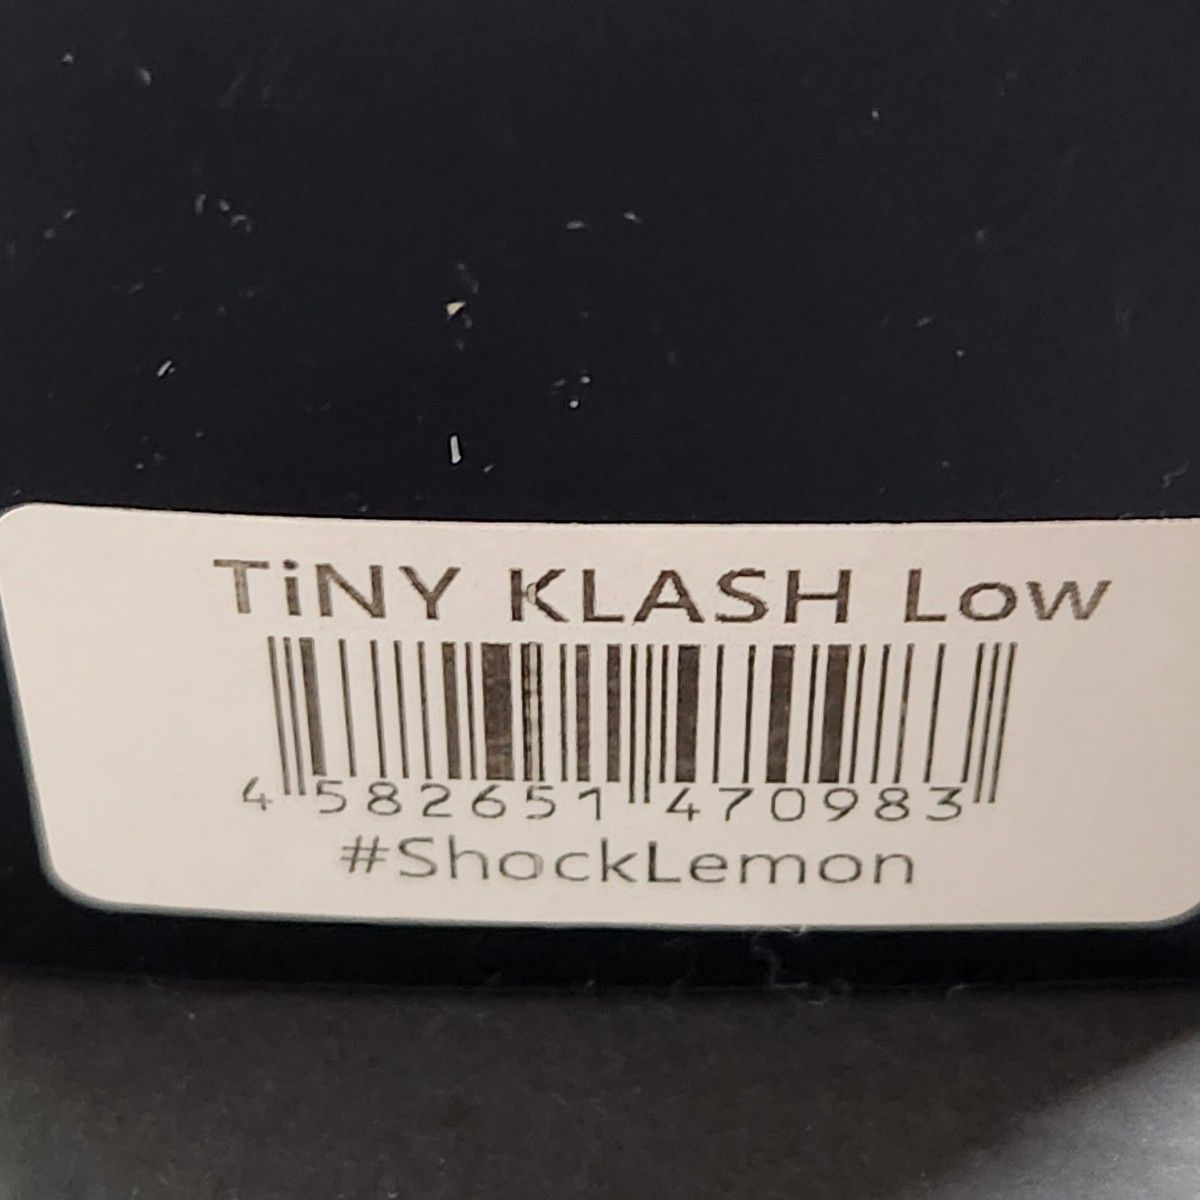 TiNY KLASH Low
4 582651 470983
#ShockLemon